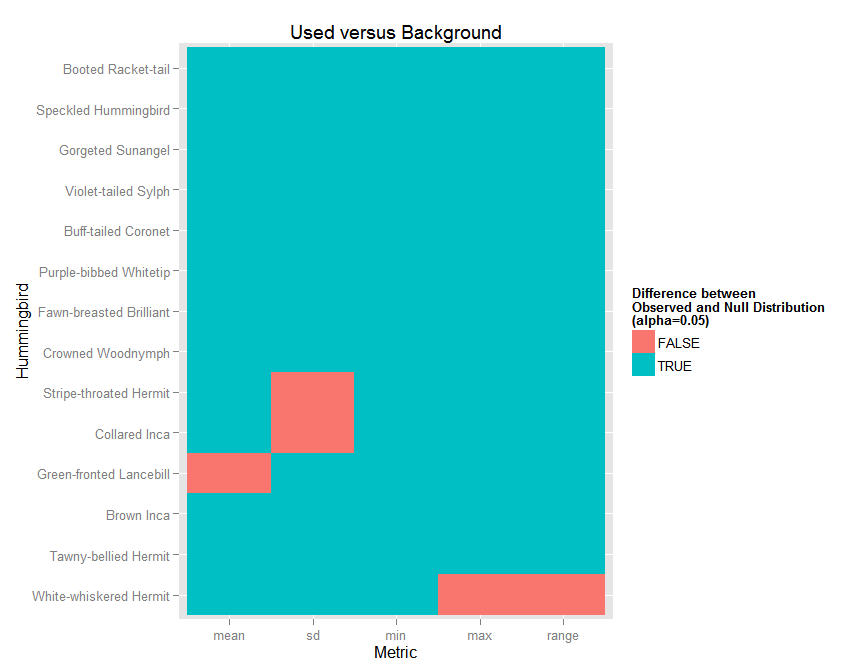 Used versus Background
Booted Racket-tail
Speckled Hummingbird
Gorgeted Sunangel
Violet-tailed Sylph
Buff-tailed Coronet
Purple-bibbed Whitetip
Fawn-breasted Brilliant
Crowned Woodnymph
Stripe-throated Hermit
Collared Inca
Green-fronted Lancebill
Brown Inca
Tawny-bellied Hermit
White-whiskered Hermit
Hummingbird
mean sd min max range
Metric
Difference between
Observed and Null Distribution
(alpha=0.05)
FALSE
TRUE